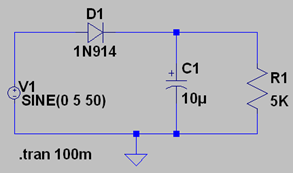 D1
1N914
V1
SINE(0 5 50)
+
C1
10µ
R1
5K
.tran 100m